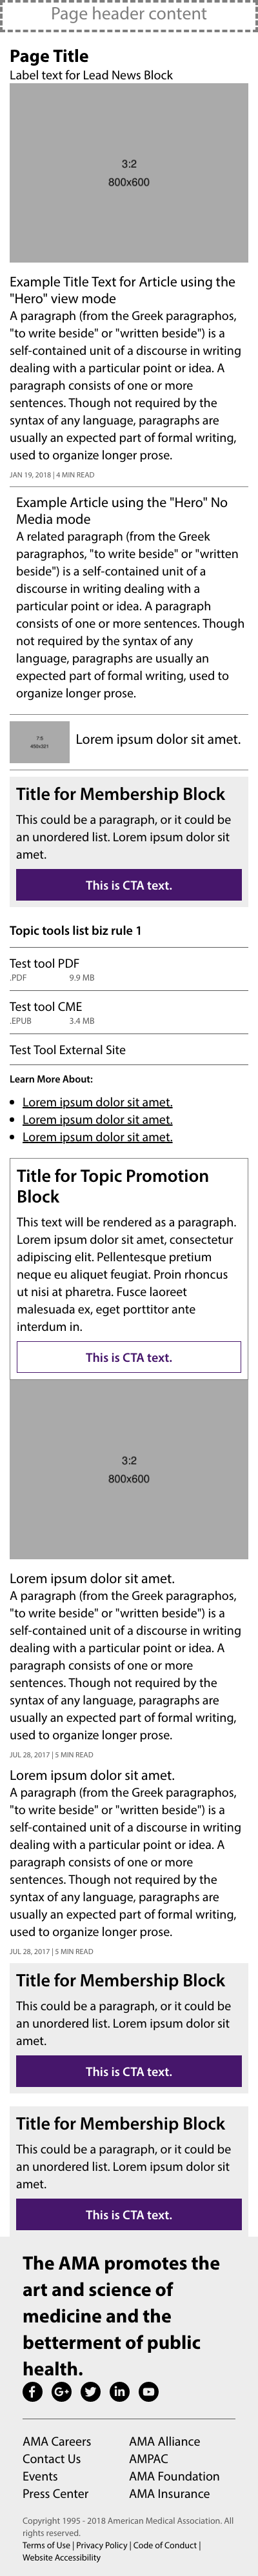 Page header content
Page Title
Label text for Lead News Block
3:2
800x600
Example Title Text for Article using the
"Hero" view mode
A paragraph (from the Greek paragraphos,
"to write beside" or "written beside") is a
self-contained unit of a discourse in writing
dealing with a particular point or idea. A
paragraph consists of one or more
sentences. Though not required by the
syntax of any language, paragraphs are
usually an expected part of formal writing,
used to organize longer prose.
JAN 19, 2018 | 4 MIN READ
Example Article using the "Hero" No
Media mode
A related paragraph (from the Greek
paragraphos, "to write beside" or "written
beside") is a self-contained unit of a
discourse in writing dealing with a
particular point or idea. A paragraph
consists of one or more sentences. Though
not required by the syntax of any
language, paragraphs are usually an
expected part of formal writing, used to
organize longer prose.
7:5
450x321
Lorem ipsum dolor sit amet.
Title for Membership Block
This could be a paragraph, or it could be
an unordered list. Lorem ipsum dolor sit
amet.
This is CTA text.
Topic tools list biz rule 1
Test tool PDF
.PDF 9.9 MB
Test tool CME
.EPUB 3.4 MB
Test Tool External Site
Learn More About:
• Lorem ipsum dolor sit amet.
• Lorem ipsum dolor sit amet.
• Lorem ipsum dolor sit amet.
Title for Topic Promotion
Block
This text will be rendered as a paragraph.
Lorem ipsum dolor sit amet, consectetur
adipiscing elit. Pellentesque pretium
neque eu aliquet feugiat. Proin rhoncus
ut nisi at pharetra. Fusce laoreet
malesuada ex, eget porttitor ante
interdum in.
This is CTA text.
3:2
800x600
Lorem ipsum dolor sit amet.
A paragraph (from the Greek paragraphos,
"to write beside" or "written beside") is a
self-contained unit of a discourse in writing
dealing with a particular point or idea. A
paragraph consists of one or more
sentences. Though not required by the
syntax of any language, paragraphs are
usually an expected part of formal writing,
used to organize longer prose.
JUL 28, 2017 | 5 MIN READ
Lorem ipsum dolor sit amet.
A paragraph (from the Greek paragraphos,
"to write beside" or "written beside") is a
self-contained unit of a discourse in writing
dealing with a particular point or idea. A
paragraph consists of one or more
sentences. Though not required by the
syntax of any language, paragraphs are
usually an expected part of formal writing,
used to organize longer prose.
JUL 28, 2017 | 5 MIN READ
Title for Membership Block
This could be a paragraph, or it could be
an unordered list. Lorem ipsum dolor sit
amet.
This is CTA text.
Title for Membership Block
This could be a paragraph, or it could be
an unordered list. Lorem ipsum dolor sit
amet.
This is CTA text.
The AMA promotes the
art and science of
medicine and the
betterment of public
health.
AMA Careers
Contact Us
Events
Press Center
AMA Alliance
AMPAC
AMA Foundation
AMA Insurance
Copyright 1995 - 2018 American Medical Association. All
rights reserved.
Terms of Use | Privacy Policy | Code of Conduct |
Website Accessibility